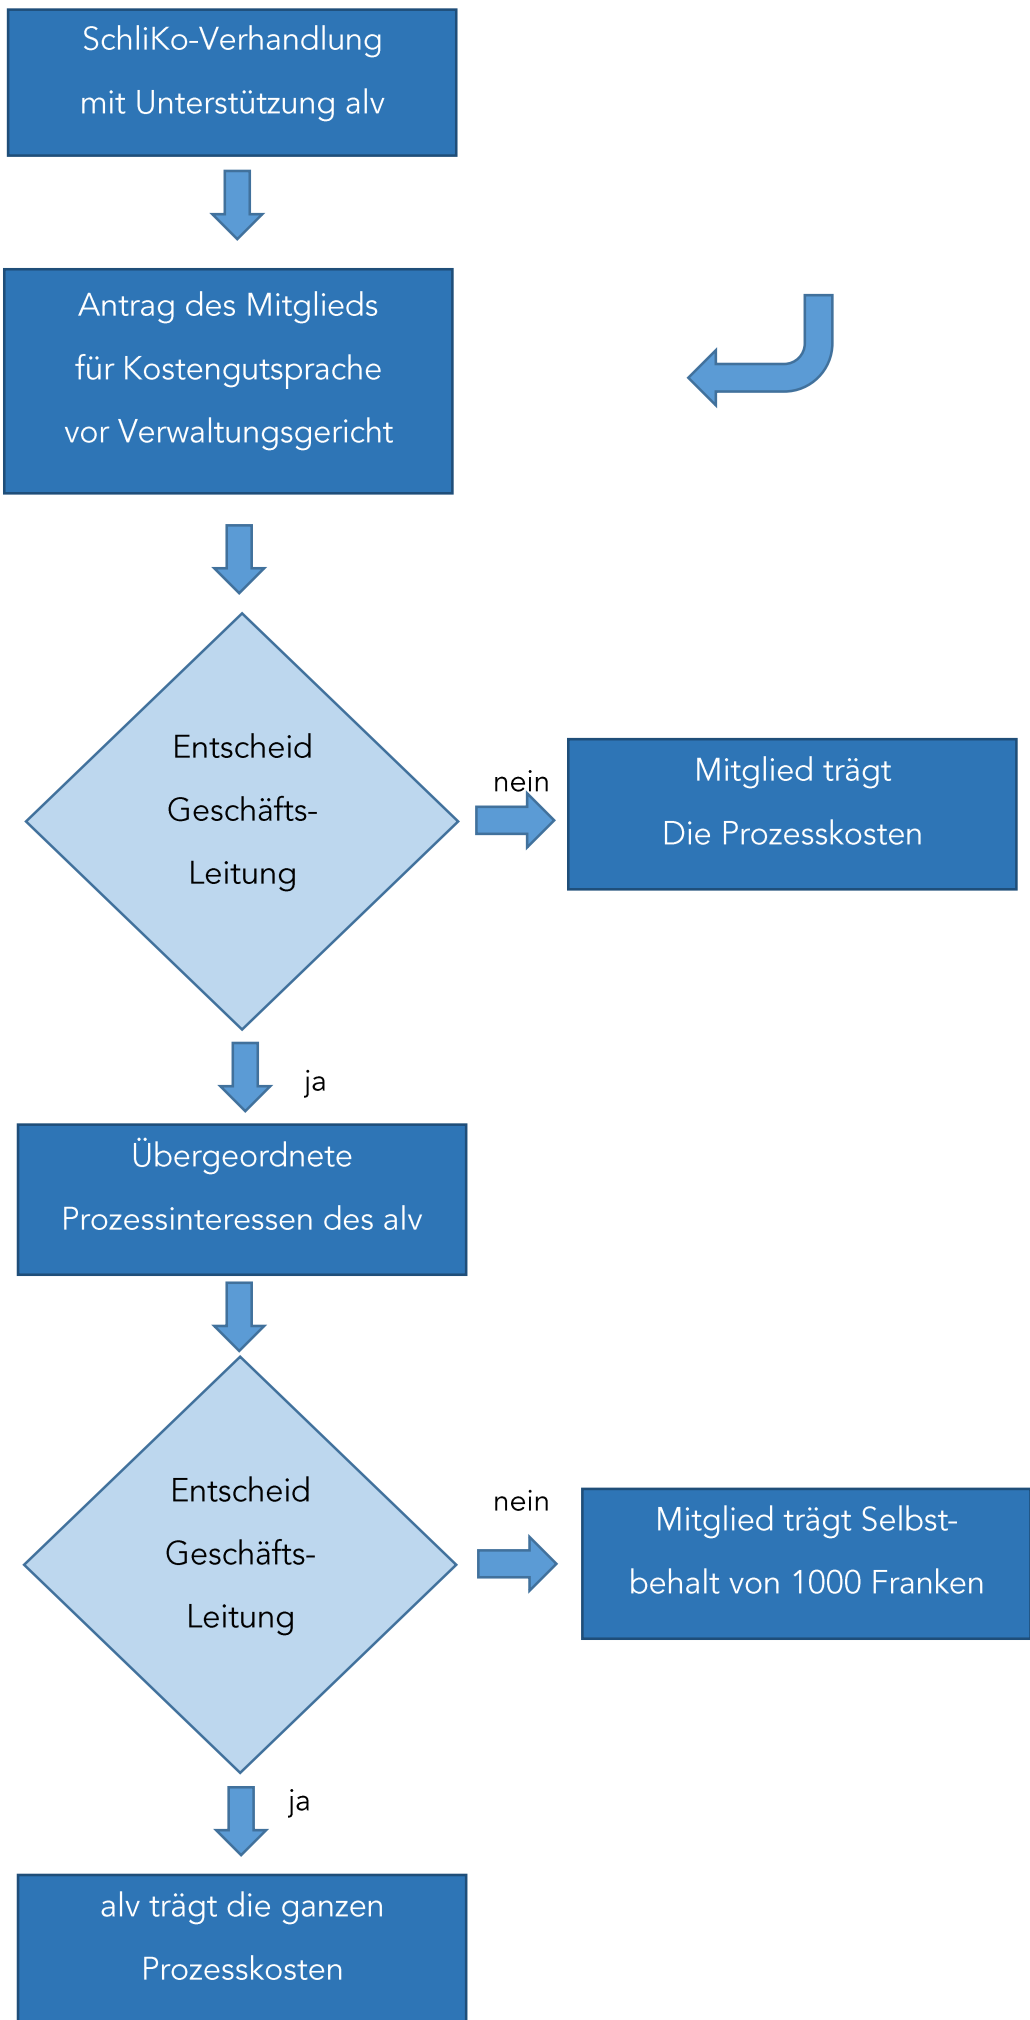 SchliKo-Verhandlung
mit Unterstützung alv
Antrag des Mitglieds
für Kostengutsprache
vor Verwaltungsgericht
Entscheid
Geschäfts-
Leitung
nein
Mitglied trägt
Die Prozesskosten
ja
Übergeordnete
Prozessinteressen des alv
Entscheid
Geschäfts-
Leitung
nein
Mitglied trägt Selbst-
behalt von 1000 Franken
ja
alv trägt die ganzen
Prozesskosten